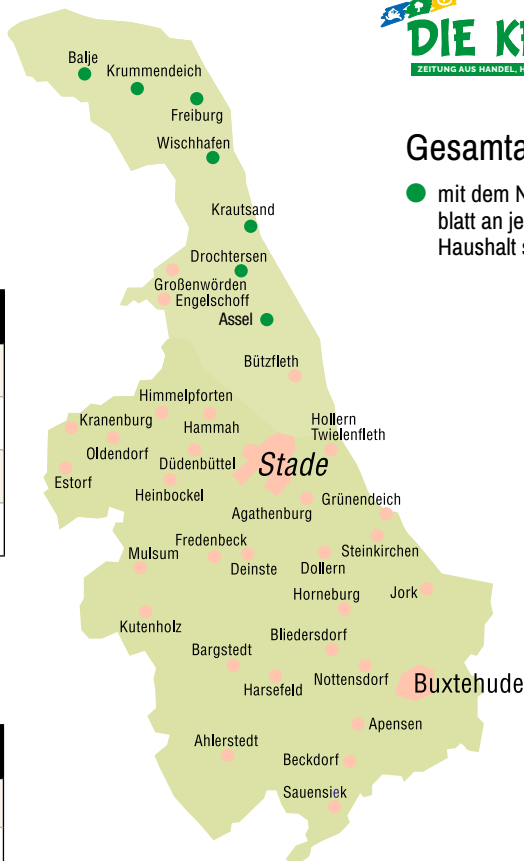 DIE
ZEITUNG AUS HANDEL,
mit dem
blatt an
Haushalt
Balje
Krummendeich
Freiburg
Wischhafen
Krautsand
Drochtersen
Großenwörden
Engelschoff
Assel
Bützfleth
Himmelpforten
Kranenburg
Hammah
Hollern
Twielenfleth
Oldendorf
Düdenbüttel
Stade
Estorf
Heinbockel
Grünendeich
Agathenburg
Fredenbeck
Steinkirchen
Mulsum
Deinste
Dollern
Horneburg
Jork
Kutenholz
Bliedersdorf
Bargstedt
Nottensdorf
Harsefeld
Buxtehude
Apensen
Ahlerstedt
Beckdorf
Sauensiek